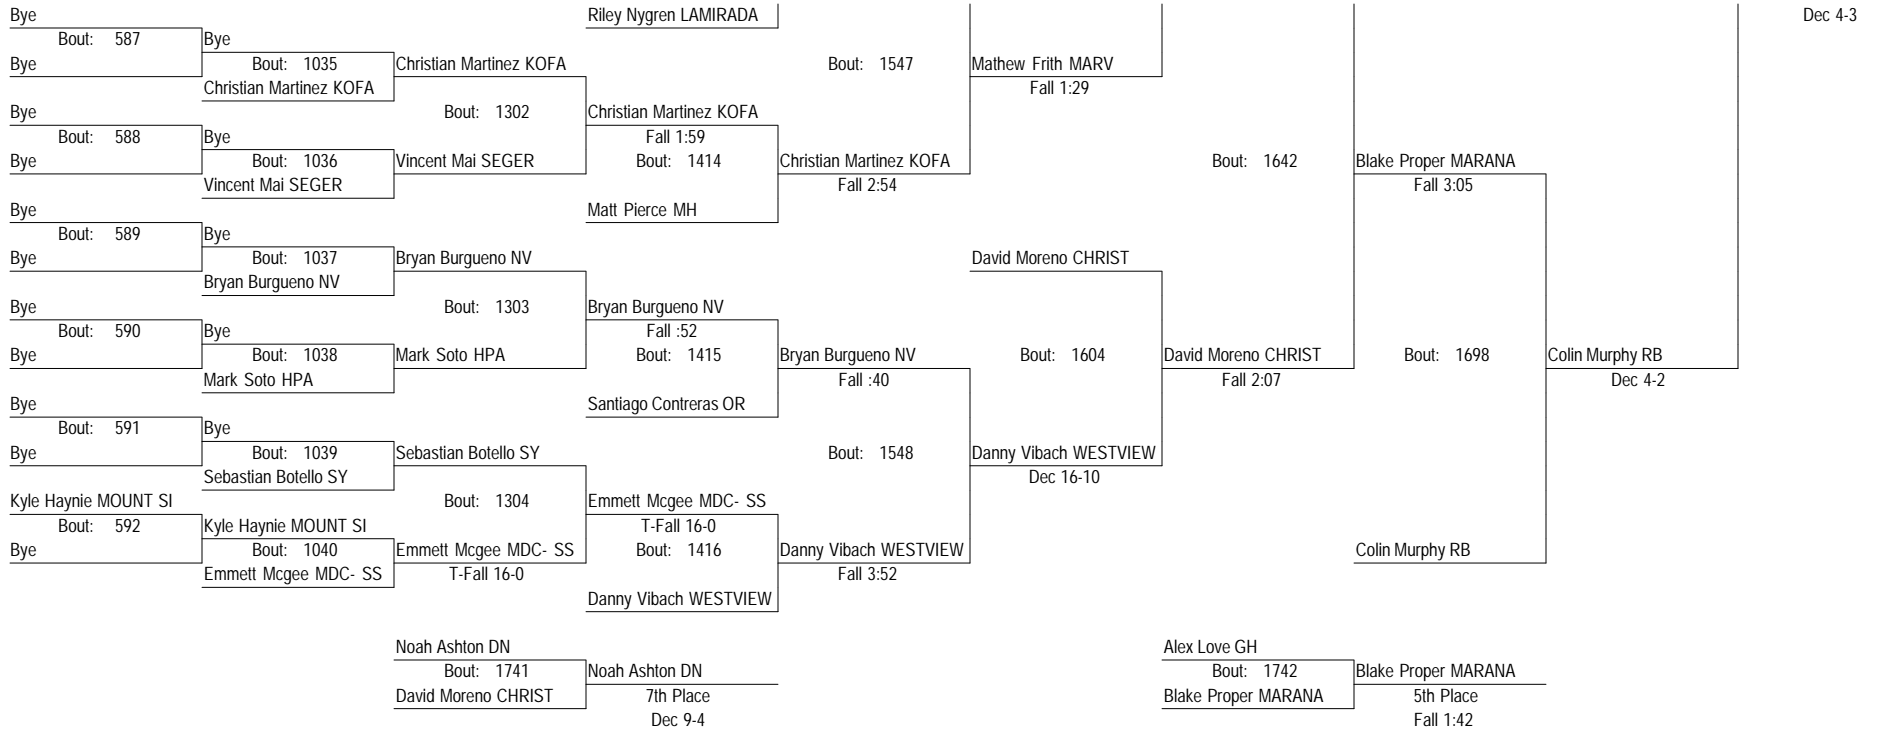 Bye Riley Nygren LAMIRADA Dec 4-3
Bout: 587 Bye
Bye Bout: 1035 Christian Martinez KOFA Bout: 1547 Mathew Frith MARV
Christian Martinez KOFA Fall 1:29
Bye Bout: 1302 Christian Martinez KOFA
Bout: 588 Bye Fall 1:59
Bye Bout: 1036 Vincent Mai SEGER Bout: 1414 Christian Martinez KOFA Bout: 1642 Blake Proper MARANA
Vincent Mai SEGER Fall 2:54 Fall 3:05
Bye Matt Pierce MH
Bout: 589 Bye
Bye Bout: 1037 Bryan Burgueno NV David Moreno CHRIST
Bryan Burgueno NV
Bye Bout: 1303 Bryan Burgueno NV
Bout: 590 Bye Fall :52
Bye Bout: 1038 Mark Soto HPA Bout: 1415 Bryan Burgueno NV Bout: 1604 David Moreno CHRIST Bout: 1698 Colin Murphy RB
Mark Soto HPA Fall :40 Fall 2:07 Dec 4-2
Bye Santiago Contreras OR
Bout: 591 Bye
Bye Bout: 1039 Sebastian Botello SY Bout: 1548 Danny Vibach WESTVIEW
Sebastian Botello SY Dec 16-10
Kyle Haynie MOUNT SI Bout: 1304 Emmett Mcgee MDC- SS
Bout: 592 Kyle Haynie MOUNT SI T-Fall 16-0
Bye Bout: 1040 Emmett Mcgee MDC- SS Bout: 1416 Danny Vibach WESTVIEW Colin Murphy RB
Emmett Mcgee MDC- SS T-Fall 16-0 Fall 3:52
Danny Vibach WESTVIEW
Noah Ashton DN Alex Love GH
Bout: 1741 Noah Ashton DN Bout: 1742 Blake Proper MARANA
David Moreno CHRIST 7th Place Blake Proper MARANA 5th Place
Dec 9-4 Fall 1:42